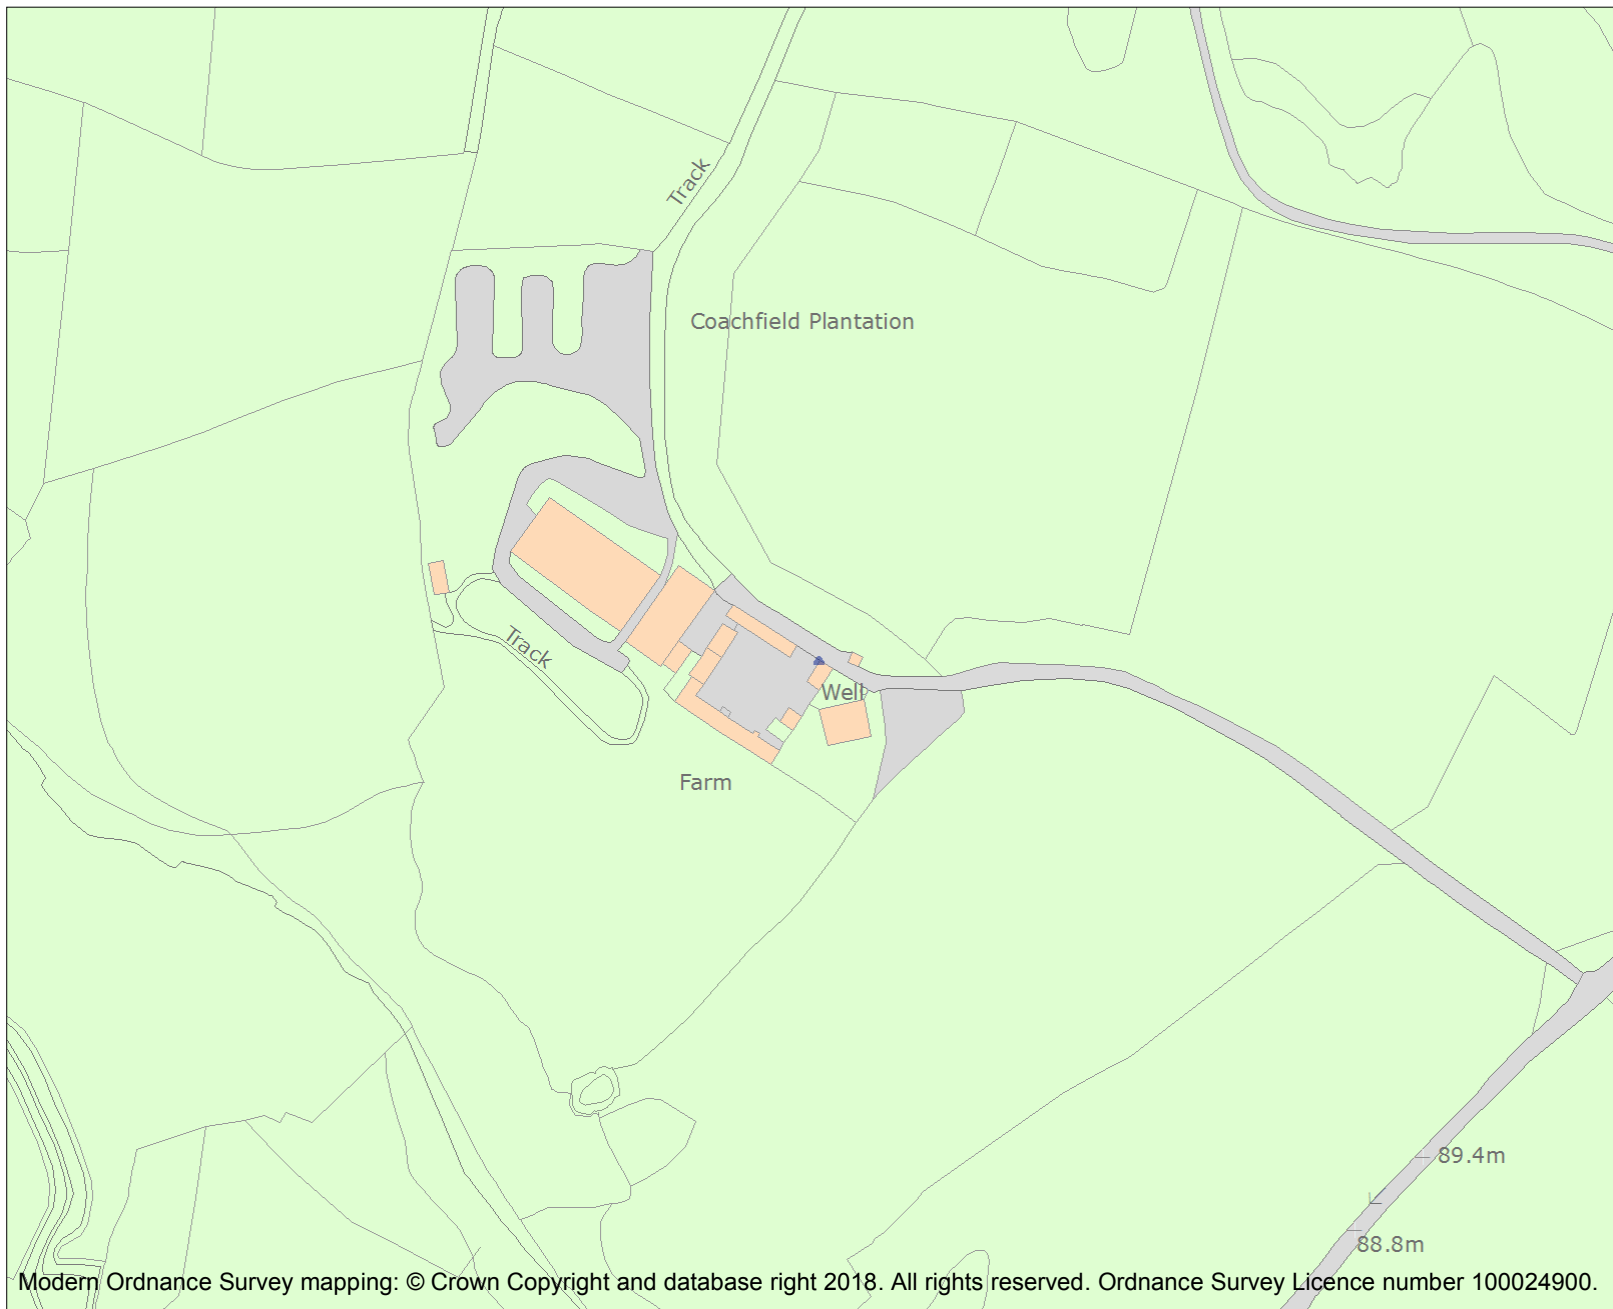 Track
Coachfield Plantation
Track
Well
Farm
89.4m
88.8m
Modern Ordnance Survey mapping: © Crown Copyright and database right 2018. All rights reserved. Ordnance Survey Licence number 100024900.